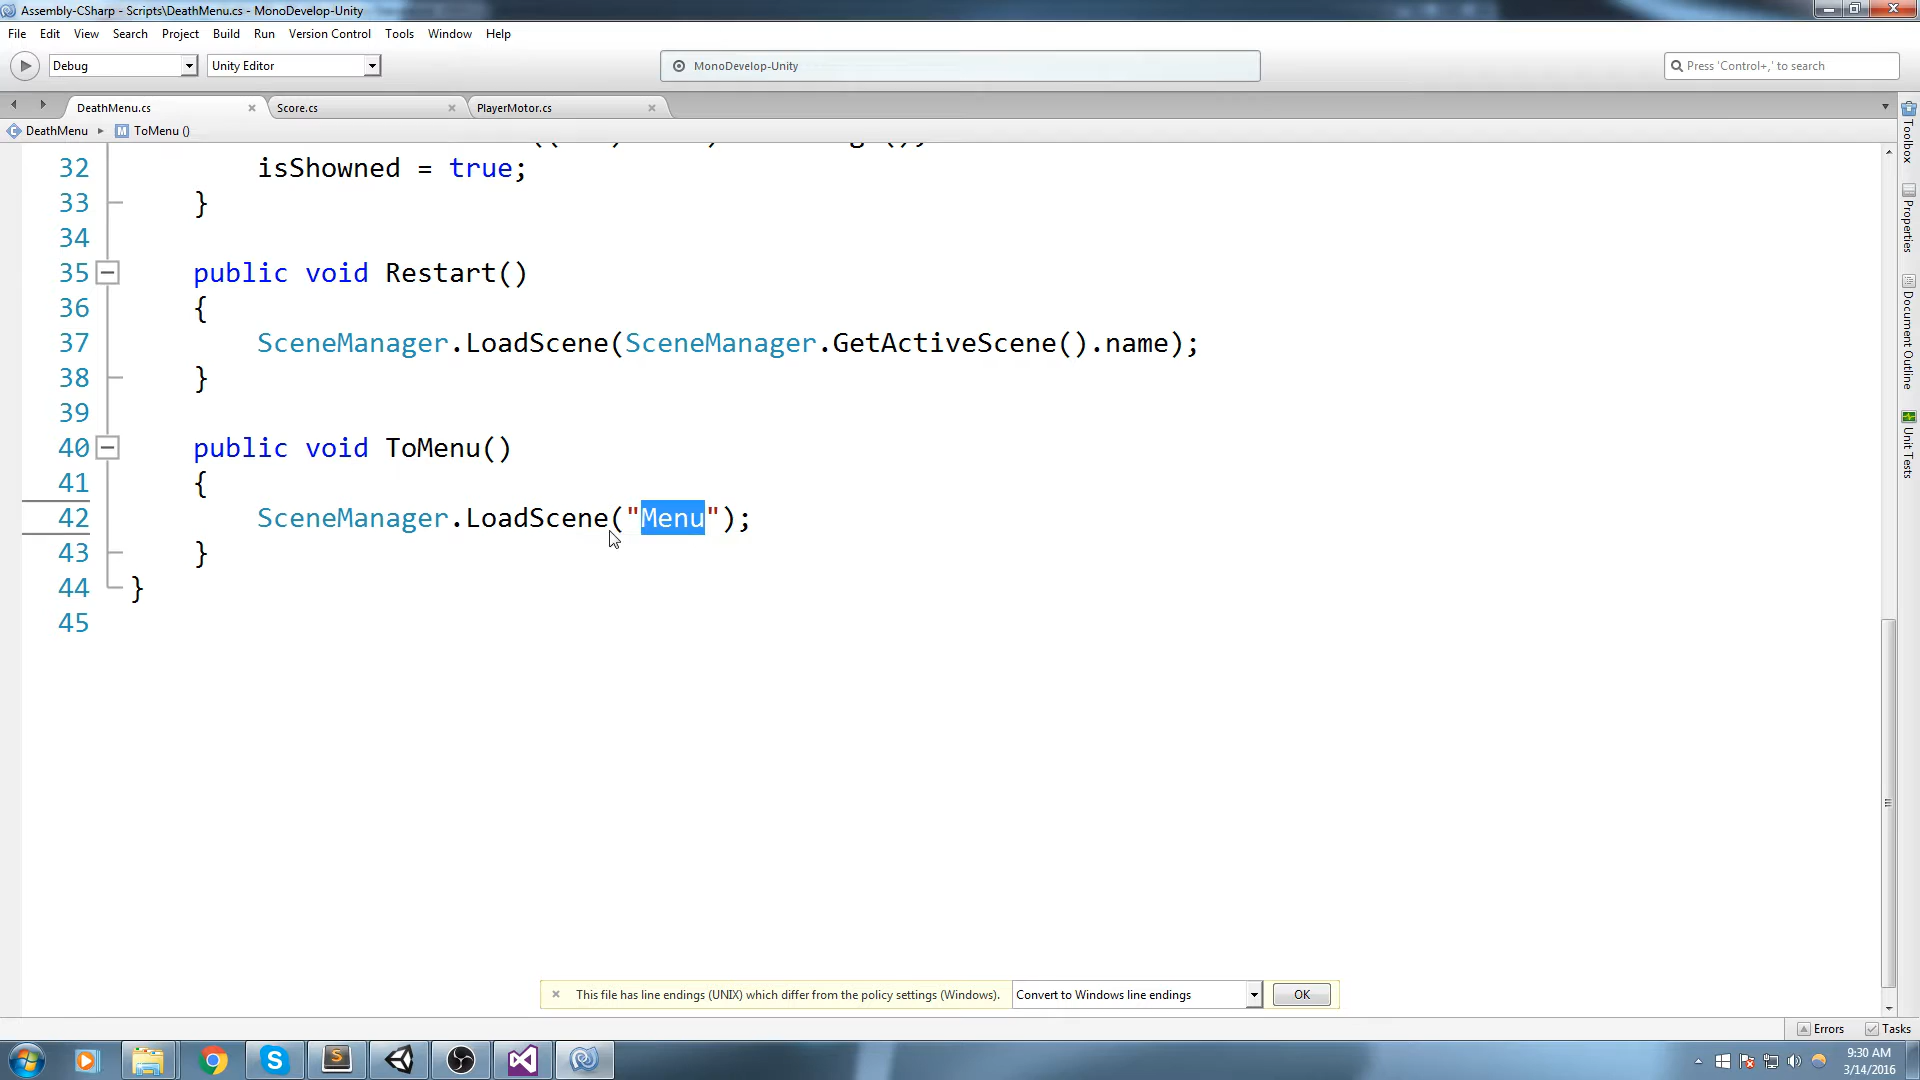 Assembly-CSharp - Scripts\DeathMenu.cs - MonoDevelop-Unity
File Edit View Search Project Build Run Version Control Tools Window Help
Debug Unity Editor MonoDevelop-Unity Press 'Control+,' to search
DeathMenu.cs Score.cs PlayerMotor.cs
DeathMenu ToMenu ()
32 isShowned = true;
33 }
34
35 public void Restart()
36 {
37 SceneManager.LoadScene(SceneManager.GetActiveScene().name);
38 }
39
40 public void ToMenu()
41 {
42 SceneManager.LoadScene("Menu");
43 }
44 }
45
Toolbox
Properties
Document Outline
Unit Tests
This file has line endings (UNIX) which differ from the policy settings (Windows). Convert to Windows line endings OK
Errors Tasks
9:30 AM
3/14/2016